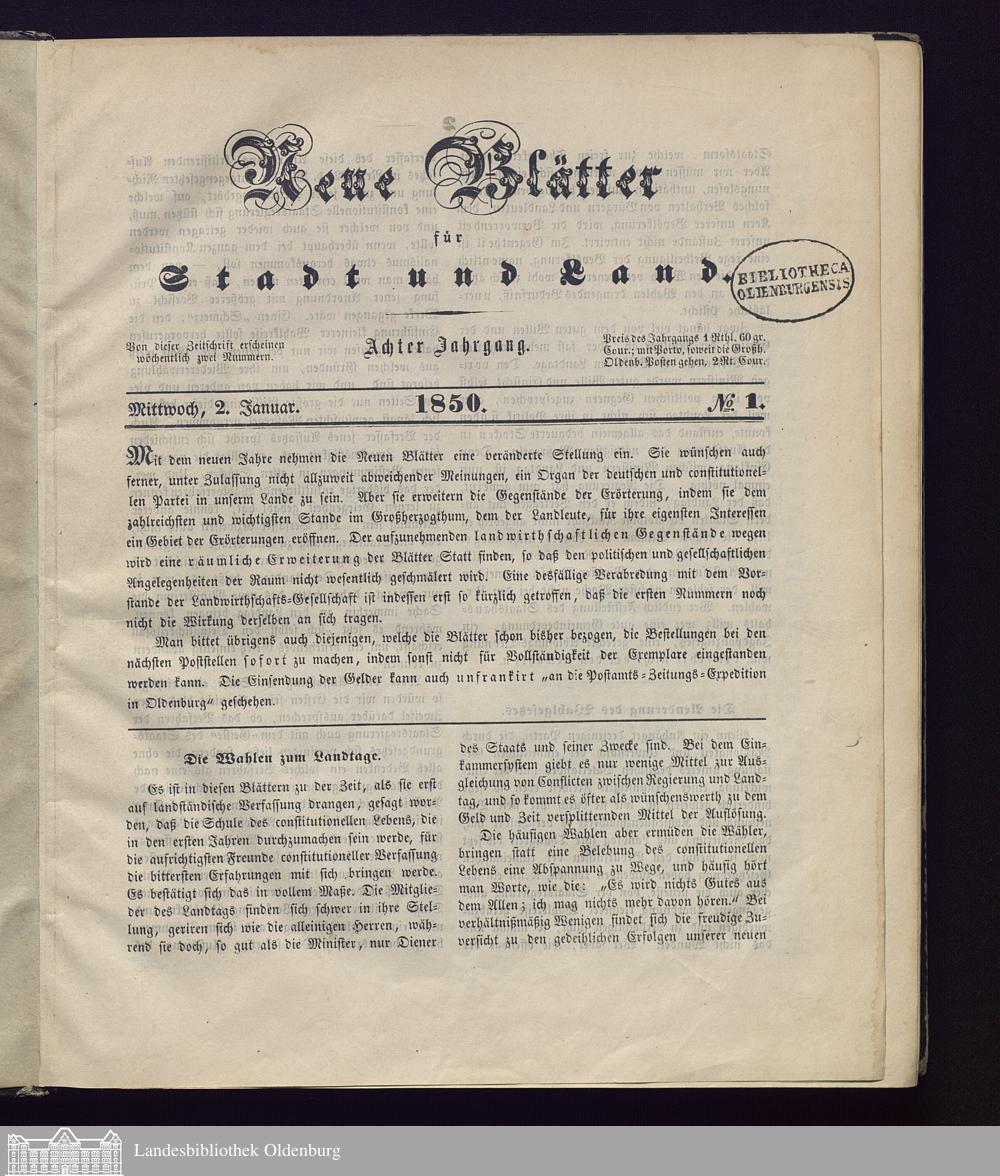 Neue Blätter
für
Stadt und Land.
BIBLIOTHECA
OLDENBURGENSIS
Von dieser Zeitschrift erscheinen
wöchentlich zwei Nummern.
Achter Jahrgang.
Preis des Jahrgangs 1 Rthl. 60 gr.
Cour.; mit Porto, soweit die Großh.
Oldenb. Posten gehen, 2 Rt. Cour.
Mittwoch, 2. Januar. 1850. № 1.
Mit dem neuen Jahre nehmen die Neuen Blätter eine veränderte Stellung ein. Sie wünschen auch
ferner, unter Zulassung nicht allzuweit abweichender Meinungen, ein Organ der deutschen und constitutionel-
len Partei in unserm Lande zu sein. Aber sie erweitern die Gegenstände der Erörterung, indem sie dem
zahlreichsten und wichtigsten Stande im Großherzogthum, dem der Landleute, für ihre eigensten Interessen
ein Gebiet der Erörterungen eröffnen. Der aufzunehmenden landwirthschaftlichen Gegenstände wegen
wird eine räumliche Erweiterung der Blätter Statt finden, so daß den politischen und gesellschaftlichen
Angelegenheiten der Raum nicht wesentlich geschmälert wird. Eine desfällige Verabredung mit dem Vor-
stande der Landwirthschafts-Gesellschaft ist indessen erst so kürzlich getroffen, daß die ersten Nummern noch
nicht die Wirkung derselben an sich tragen.
Man bittet übrigens auch diejenigen, welche die Blätter schon bisher bezogen, die Bestellungen bei den
nächsten Poststellen sofort zu machen, indem sonst nicht für Vollständigkeit der Exemplare eingestanden
werden kann. Die Einsendung der Gelder kann auch unfrankirt „an die Postamts-Zeitungs-Expedition
in Oldenburg“ geschehen.
Die Wahlen zum Landtage.
Es ist in diesen Blättern zu der Zeit, als sie erst
auf landständische Verfassung drangen, gesagt wor-
den, daß die Schule des constitutionellen Lebens, die
in den ersten Jahren durchzumachen sein werde, für
die aufrichtigsten Freunde constitutioneller Verfassung
die bittersten Erfahrungen mit sich bringen werde.
Es bestätigt sich das in vollem Maße. Die Mitglie-
der des Landtags finden sich schwer in ihre Stel-
lung, geriren sich wie die alleinigen Herren, wäh-
rend sie doch, so gut als die Minister, nur Diener
des Staats und seiner Zwecke sind. Bei dem Ein-
kammersystem giebt es nur wenige Mittel zur Aus-
gleichung von Conflicten zwischen Regierung und Land-
tag, und so kommt es öfter als wünschenswerth zu dem
Geld und Zeit versplitternden Mittel der Auflösung.
Die häufigen Wahlen aber ermüden die Wähler,
bringen statt eine Belebung des constitutionellen
Lebens eine Abspannung zu Wege, und häufig hört
man Worte, wie die: „Es wird nichts Gutes aus
dem Allen; ich mag nichts mehr davon hören.“ Bei
verhältnißmäßig Wenigen findet sich die freudige Zu-
versicht zu den gedeihlichen Erfolgen unserer neuen
Landesbibliothek Oldenburg